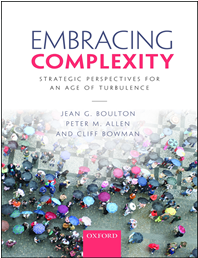 EMBRACING
COMPLEXITY
STRATEGIC PERSPECTIVES FOR
AN AGE OF TURBULENCE
JEAN G. BOULTON
PETER M. ALLEN
AND CLIFF BOWMAN
OXFORD